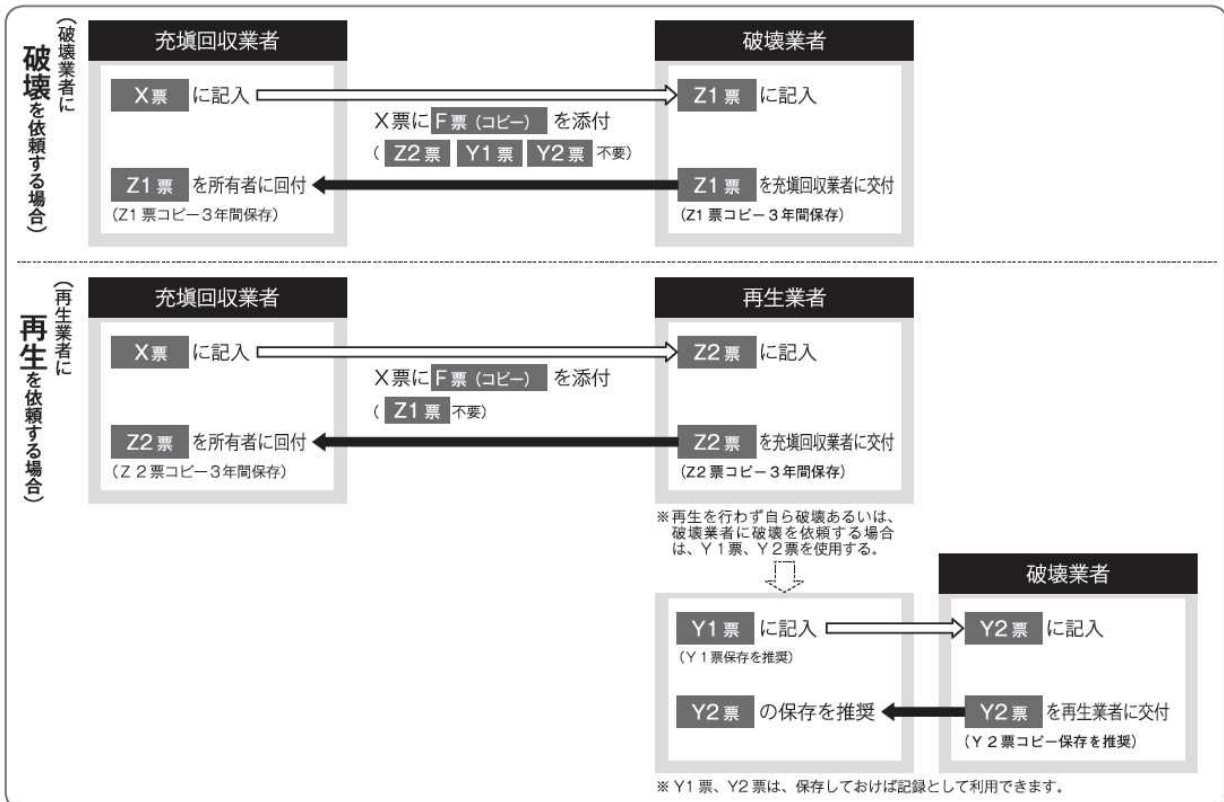 （破壊業者に
破壊を依頼する場合）
充塡回収業者
破壊業者
X票 に記入
Z1票 に記入
X票に F票（コピー） を添付
（ Z2票 Y1票 Y2票 不要）
Z1票 を所有者に回付
Z1票 を充塡回収業者に交付
（Z1票コピー3年間保存）
（Z1票コピー3年間保存）
（再生業者に
再生を依頼する場合）
充塡回収業者
再生業者
X票 に記入
Z2票 に記入
X票に F票（コピー） を添付
（ Z1票 不要）
Z2票 を所有者に回付
Z2票 を充塡回収業者に交付
（Z 2票コピー3年間保存）
（Z2票コピー3年間保存）
※再生を行わず自ら破壊あるいは、
破壊業者に破壊を依頼する場合
は、Y 1票、Y 2票を使用する。
破壊業者
Y1票 に記入
Y2票 に記入
（Y 1票保存を推奨）
Y2票 の保存を推奨
Y2票 を再生業者に交付
（Y 2票コピー保存を推奨）
※ Y1票、Y2票は、保存しておけば記録として利用できます。